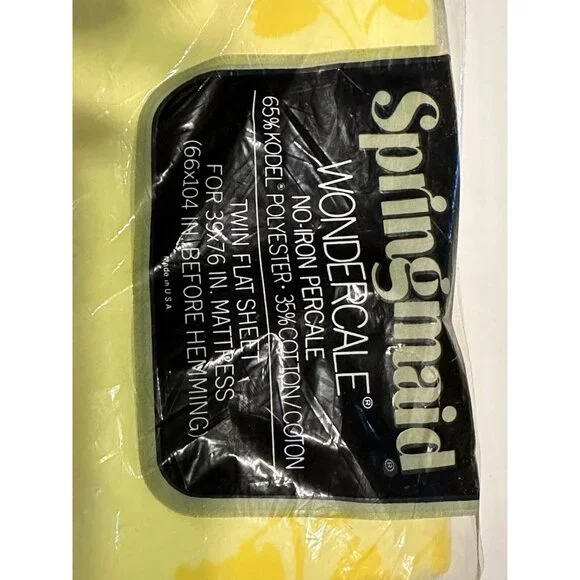 Springmaid®
WONDERCALE®
NO-IRON PERCALE
65% KODEL® POLYESTER · 35% COTTON/COTON
TWIN FLAT SHEET
FOR 39X76 IN MATTRESS
(66x104 IN BEFORE HEMMING)
Made in U.S.A.